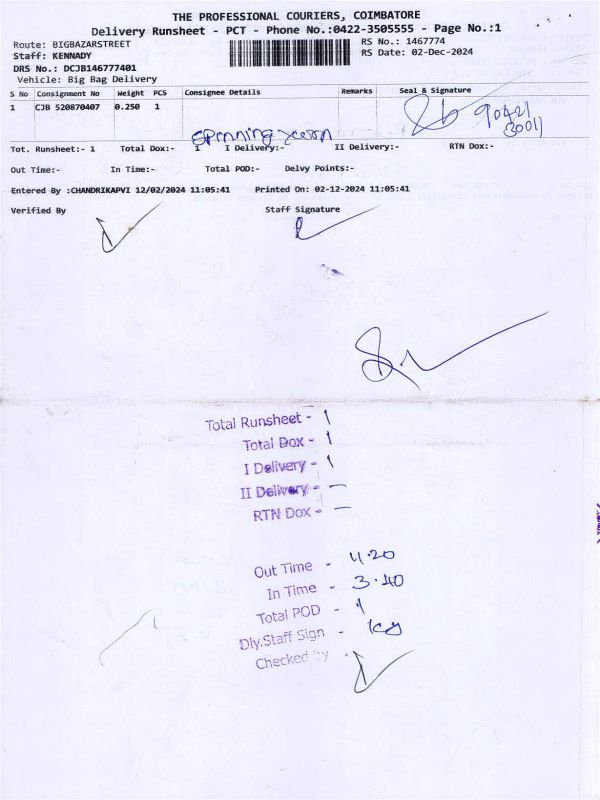 THE PROFESSIONAL COURIERS, COIMBATORE
Delivery Runsheet - PCT - Phone No.:0422-3505555 - Page No.:1
Route: BIGBAZARSTREET
RS No.: 1467774
Staff: KENNADY
RS Date: 02-Dec-2024
DRS No.: DCJB146777401
Vehicle: Big Bag Delivery
S No Consignment No Weight PCS Consignee Details Remarks Seal & Signature
1 CJB 520870407 0.250 1
90421
30011
Spinning
Tot. Runsheet:- 1 Total Dox:- 1 I Delivery:- II Delivery:- RTN Dox:-
Out Time:- In Time:- Total POD:- Delvy Points:-
Entered By :CHANDRIKAPVI 12/02/2024 11:05:41 Printed On: 02-12-2024 11:05:41
Verified By Staff Signature
Total Runsheet - 1
Total Dox - 1
I Delivery - 1
II Delivery - —
RTN Dox - —
Out Time - 11.20
In Time - 3.40
Total POD - 1
Dly.Staff Sign -
Checked by -